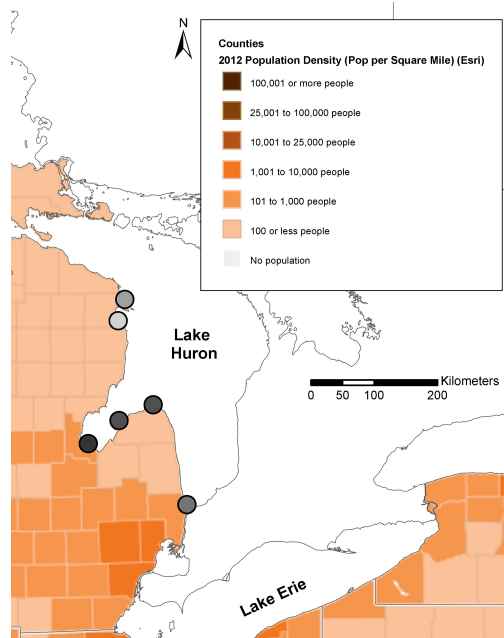 N
Counties
2012 Population Density (Pop per Square Mile) (Esri)
100,001 or more people
25,001 to 100,000 people
10,001 to 25,000 people
1,001 to 10,000 people
101 to 1,000 people
100 or less people
No population
Lake
Huron
Kilometers
0 50 100 200
Lake Erie